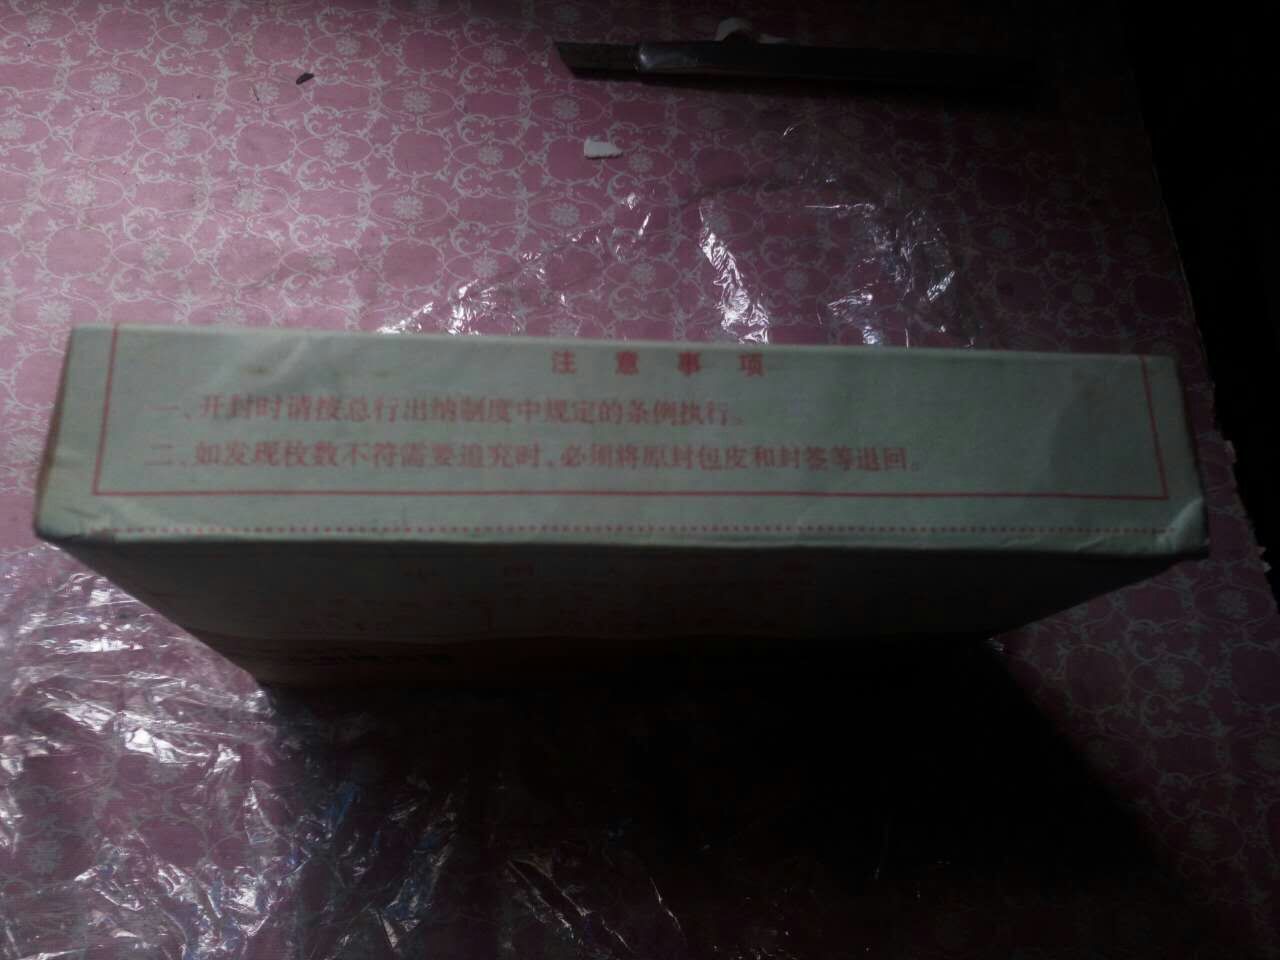 注意事项
一、开封时请按总行出纳制度中规定的条例执行。
二、如发现枚数不符需要追究时,必须将原封包皮和封签等退回。